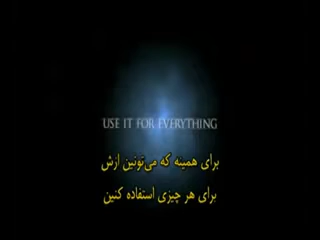 USE IT FOR EVERYTHING
برای همینه که می‌تونین ازش
برای هر چیزی استفاده کنین